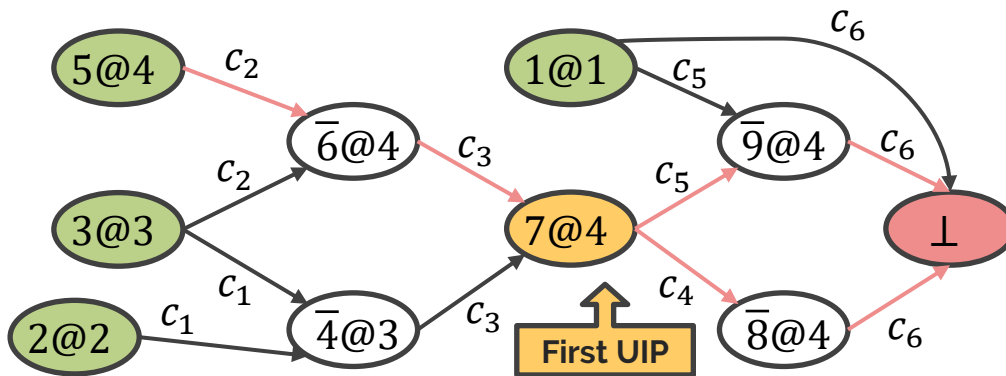 c₆
5@4
c₂
1@1
c₅
6̅@4
9̅@4
c₃
c₆
c₂
c₅
3@3
7@4
⊥
c₁
c₄
2@2
c₁
4̅@3
c₃
8̅@4
c₆
First UIP